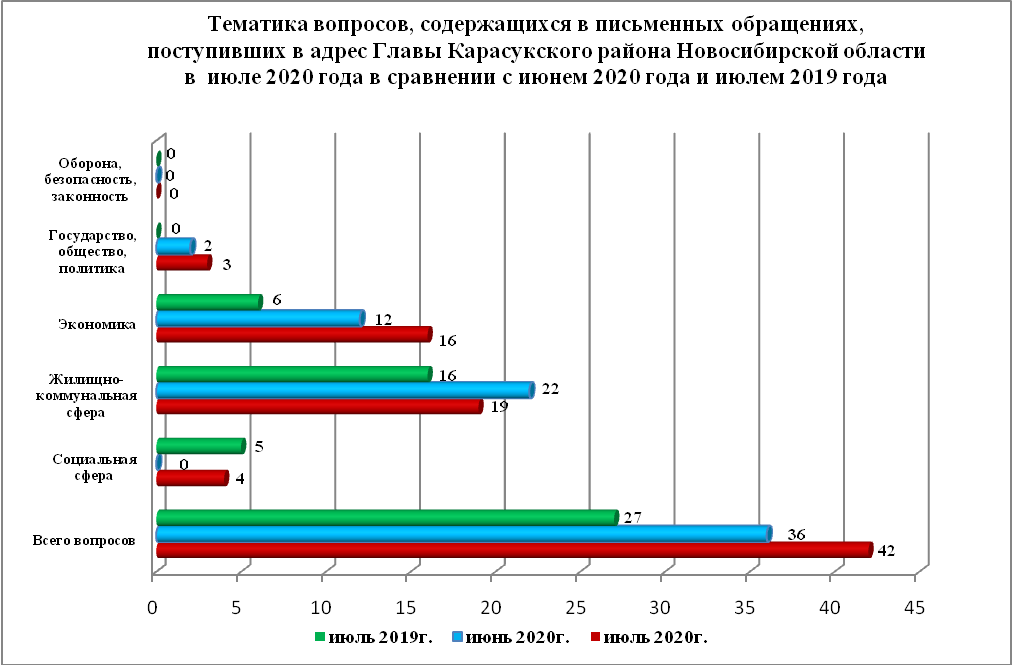 Тематика вопросов, содержащихся в письменных обращениях,
поступивших в адрес Главы Карасукского района Новосибирской области
в июле 2020 года в сравнении с июнем 2020 года и июлем 2019 года
Оборона,
безопасность,
законность
0
0
0
Государство,
общество,
политика
0
2
3
Экономика
6
12
16
Жилищно-
коммунальная
сфера
16
22
19
Социальная
сфера
5
0
4
Всего вопросов
27
36
42
0 5 10 15 20 25 30 35 40 45
июль 2019г. июнь 2020г. июль 2020г.